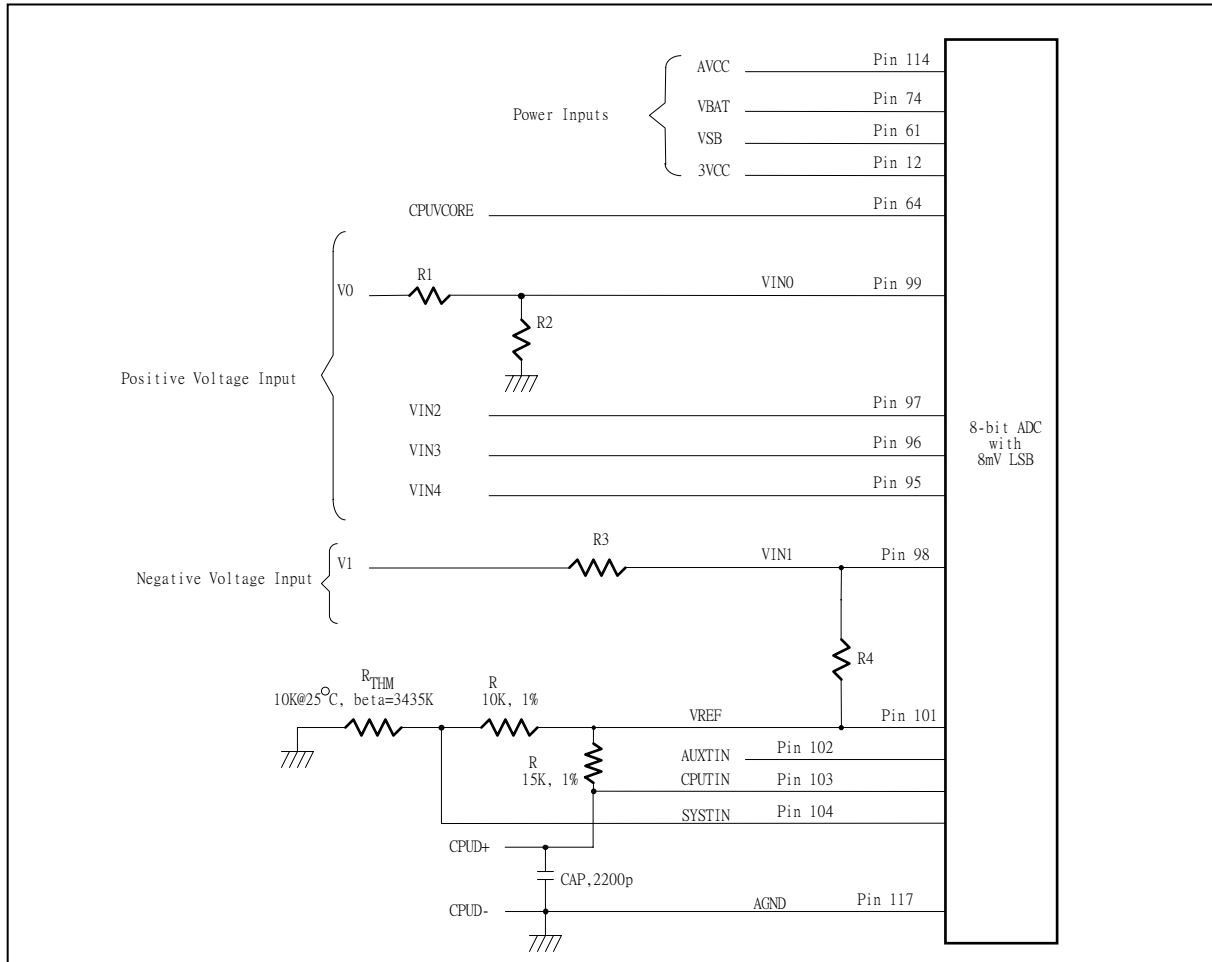 AVCC
Pin 114
Power Inputs
VBAT
Pin 74
VSB
Pin 61
3VCC
Pin 12
CPUVCORE
Pin 64
Positive Voltage Input
V0
R1
VIN0
Pin 99
R2
VIN2
Pin 97
VIN3
Pin 96
VIN4
Pin 95
8-bit ADC
with
8mV LSB
Negative Voltage Input
V1
R3
VIN1
Pin 98
R4
RTHM
10K@25°C, beta=3435K
R
10K, 1%
VREF
Pin 101
R
15K, 1%
AUXTIN
Pin 102
CPUTIN
Pin 103
SYSTIN
Pin 104
CPUD+
CAP,2200p
CPUD-
AGND
Pin 117